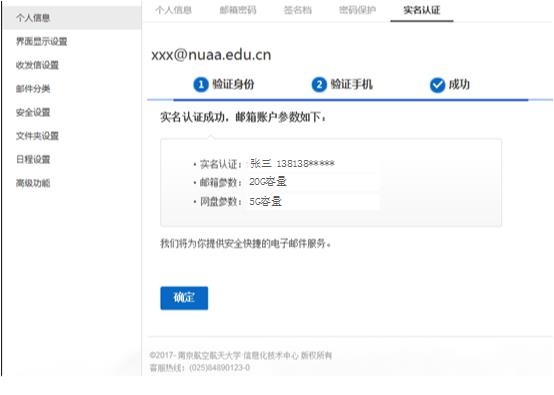 个人信息 邮箱密码 签名档 密码保护 实名认证
个人信息
界面显示设置
收发信设置
邮件分类
安全设置
文件夹设置
日程设置
高级功能
xxx@nuaa.edu.cn
1 验证身份 2 验证手机 成功
实名认证成功，邮箱账户参数如下：
• 实名认证： 张三 138138*****
• 邮箱参数： 20G容量
• 网盘参数： 5G容量
我们将为你提供安全快捷的电子邮件服务。
确定
©2017- 南京航空航天大学 信息化技术中心 版权所有
客服热线：(025)84890123-0